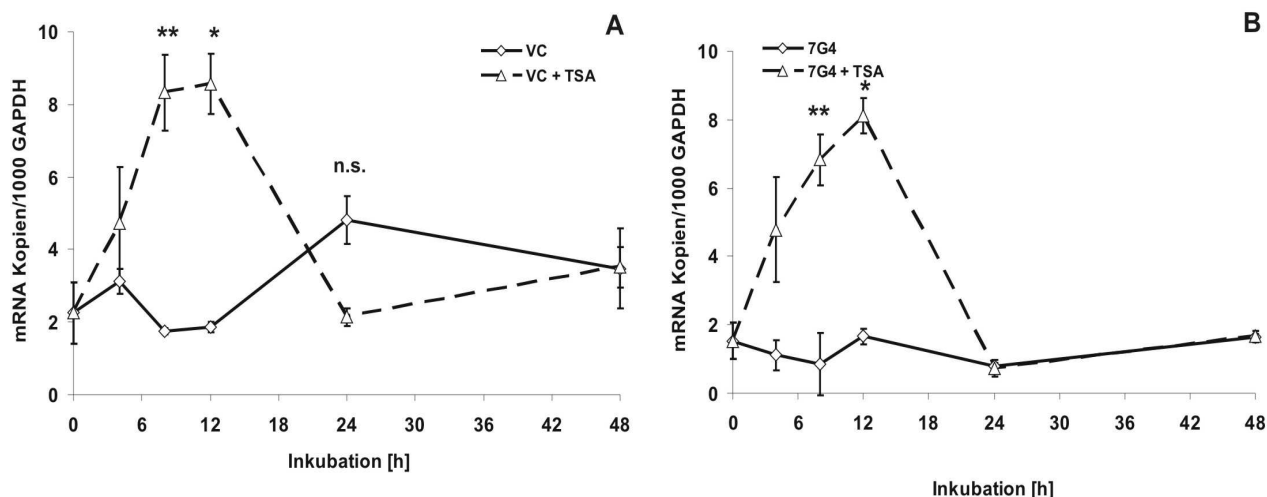 A
** *
VC
VC + TSA
n.s.
mRNA Kopien/1000 GAPDH
10
8
6
4
2
0
0 6 12 24 36 42 48
Inkubation [h]
B
7G4
7G4 + TSA
*
**
mRNA Kopien/1000 GAPDH
10
8
6
4
2
0
0 6 12 18 24 30 36 42 48
Inkubation [h]